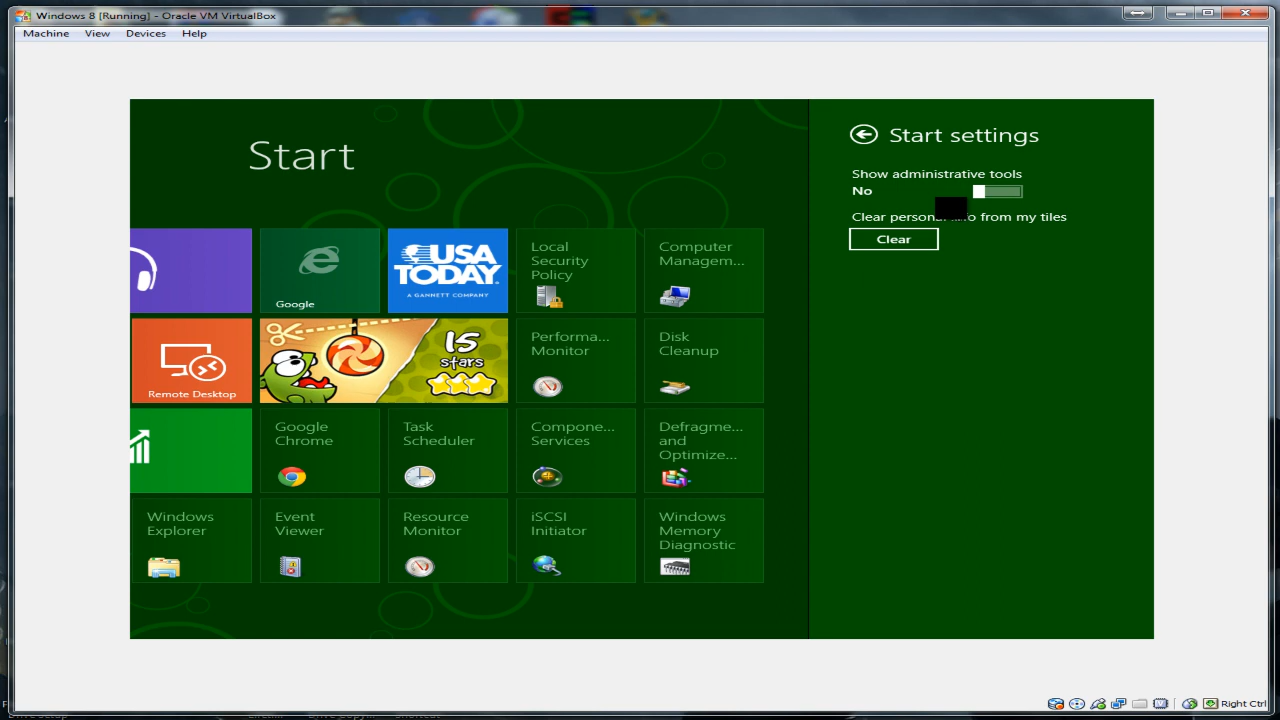 Windows 8 [Running] - Oracle VM VirtualBox
Machine View Devices Help
Start
Start settings
Show administrative tools
No
Clear personal info from my tiles
Clear
Google
USA
TODAY
A GANNETT COMPANY
Local
Security
Policy
Computer
Managem...
Remote Desktop
15
stars
Performa...
Monitor
Disk
Cleanup
Google
Chrome
Task
Scheduler
Compone...
Services
Defragme...
and
Optimize...
Windows
Explorer
Event
Viewer
Resource
Monitor
iSCSI
Initiator
Windows
Memory
Diagnostic
Right Ctrl